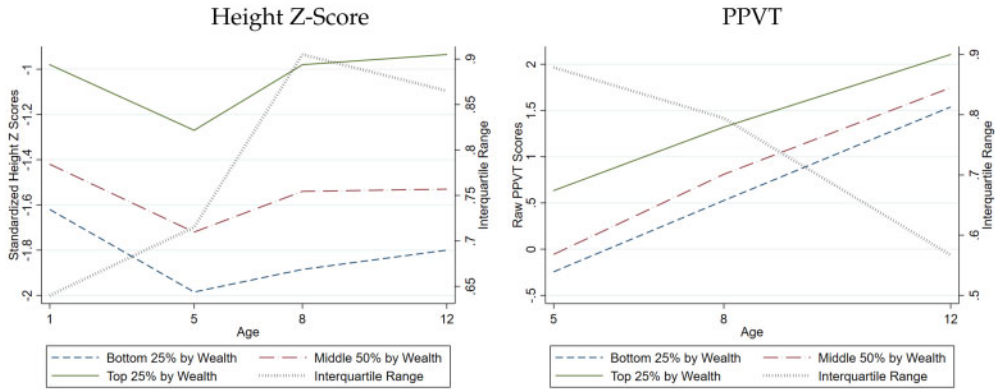 Height Z-Score
Standardized Height Z Scores
-1
-1.2
-1.4
-1.6
-1.8
-2
.9
.85
.8
.75
.7
.65
Interquartile Range
1
5
8
12
Age
Bottom 25% by Wealth
Middle 50% by Wealth
Top 25% by Wealth
Interquartile Range
PPVT
Raw PPVT Scores
2
1.5
1
.5
0
-.5
.9
.8
.7
.6
.5
Interquartile Range
5
8
12
Age
Bottom 25% by Wealth
Middle 50% by Wealth
Top 25% by Wealth
Interquartile Range